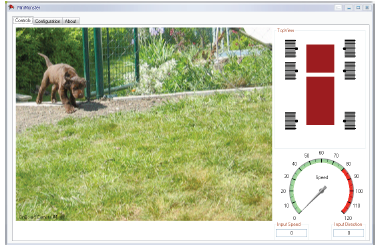 MiniMonster
Controls Configuration About
TopView
Speed
0 10 20 30 40 50 60 70 80 90 100 110 120
Input Speed
0
Input Direction
0